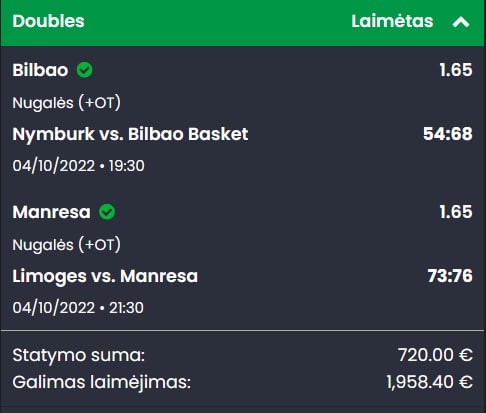 Doubles Laimėtas
Bilbao 1.65
Nugalės (+OT)
Nymburk vs. Bilbao Basket 54:68
04/10/2022 • 19:30
Manresa 1.65
Nugalės (+OT)
Limoges vs. Manresa 73:76
04/10/2022 • 21:30
Statymo suma: 720.00 €
Galimas laimėjimas: 1,958.40 €